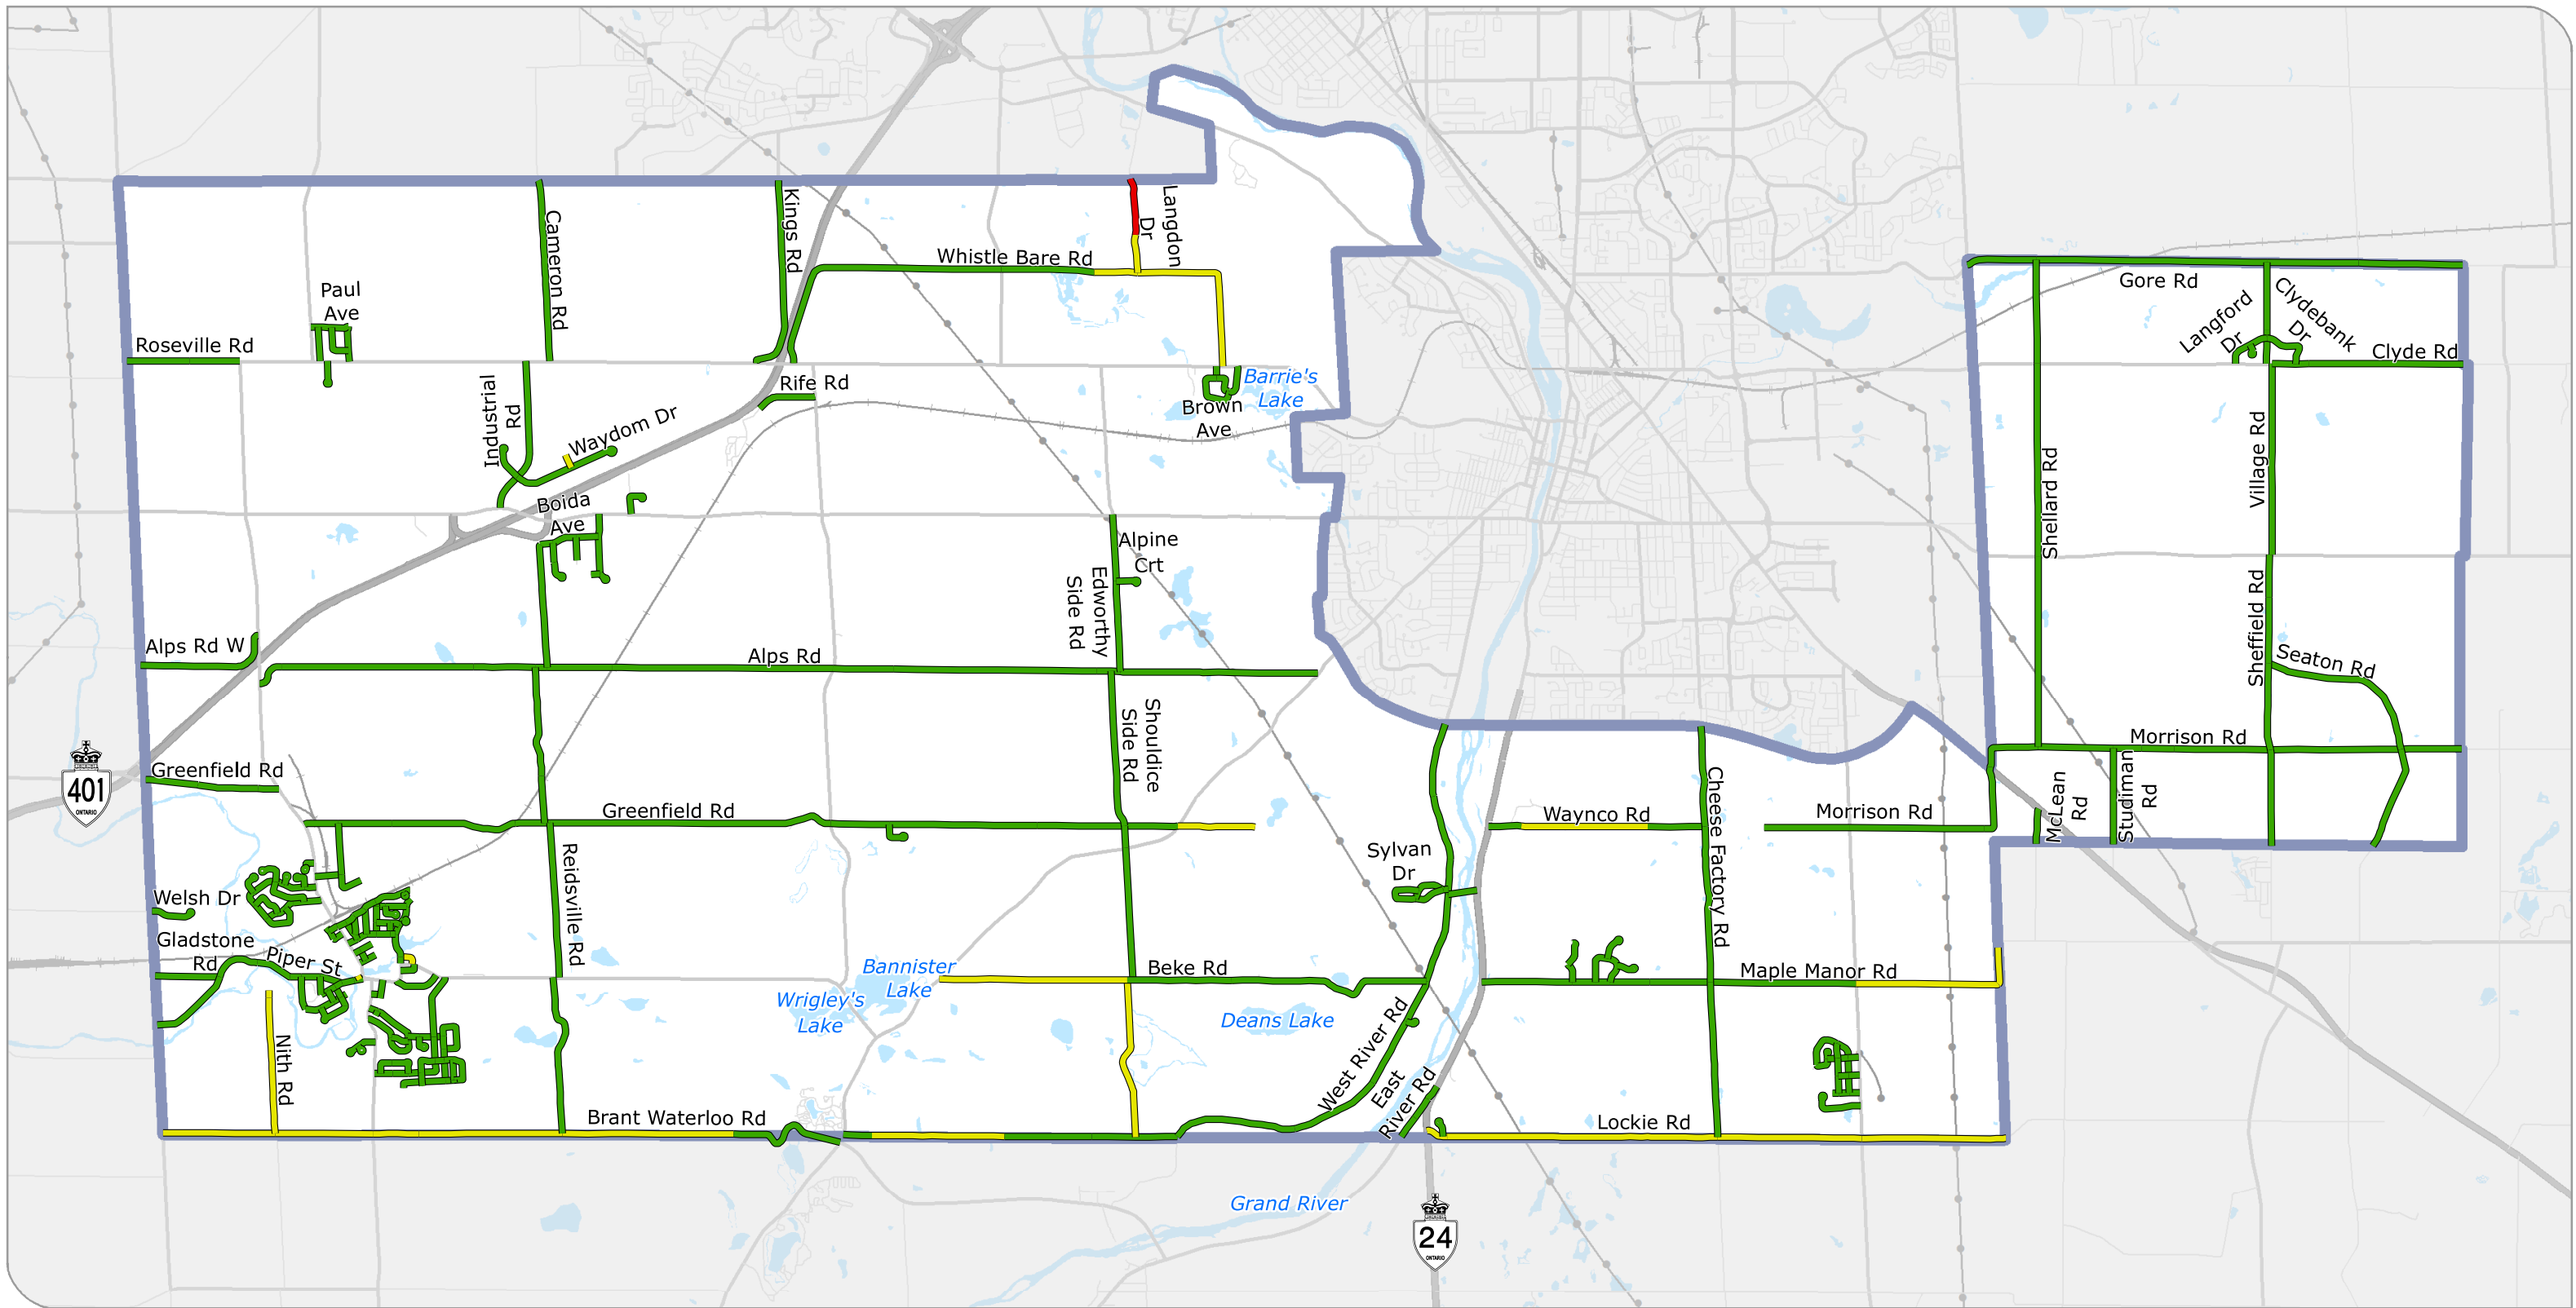 Langdon
Dr
Kings Rd
Cameron Rd
Whistle Bare Rd
Gore Rd
Paul
Ave
Langford
Dr
Clydebank
Dr
Roseville Rd
Clyde Rd
Rife Rd
Barrie's
Lake
Brown
Ave
Industrial
Rd
Waydom Dr
Village Rd
Shellard Rd
Boida
Ave
Alpine
Crt
Edworthy
Side Rd
Sheffield Rd
Alps Rd W
Alps Rd
Seaton Rd
Shouldice
Side Rd
Morrison Rd
401
ONTARIO
Greenfield Rd
McLean
Rd
Studiman
Rd
Greenfield Rd
Waynco Rd
Morrison Rd
Cheese Factory Rd
Sylvan
Dr
Reidsville Rd
Welsh Dr
Gladstone
Rd
Piper St
Bannister
Lake
Beke Rd
Maple Manor Rd
Wrigley's
Lake
Deans Lake
Nith Rd
West River Rd
East
River Rd
Brant Waterloo Rd
Lockie Rd
Grand River
24
ONTARIO